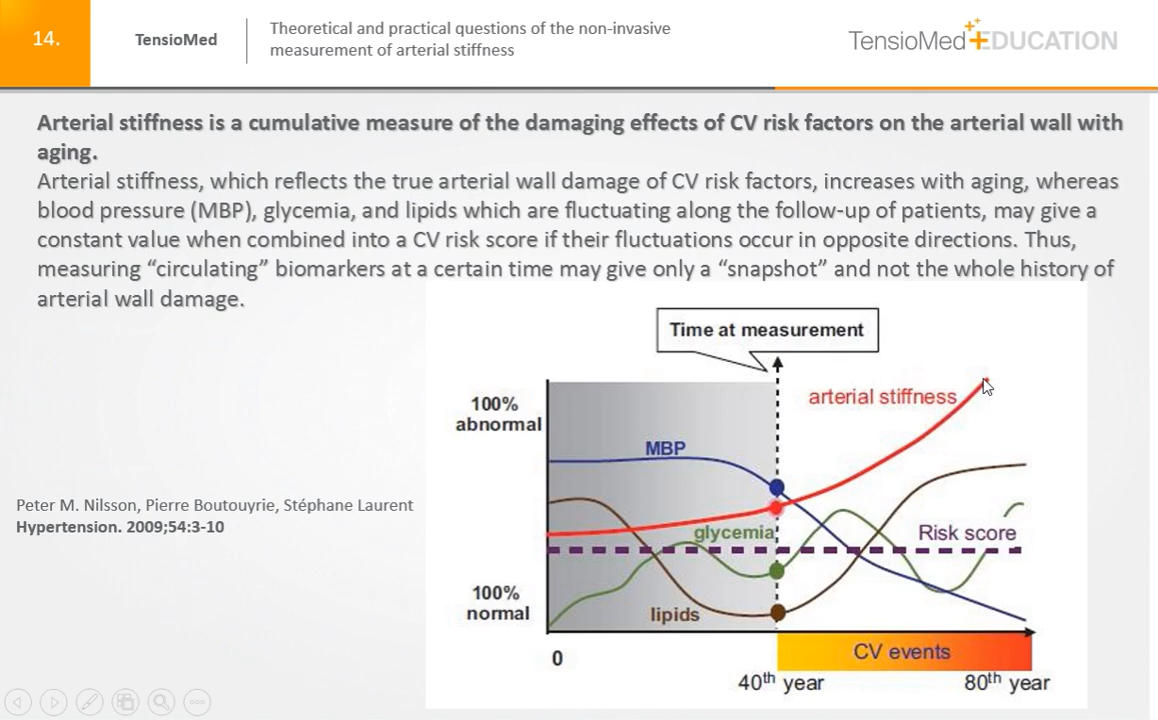 14.
TensioMed
Theoretical and practical questions of the non-invasive
measurement of arterial stiffness
TensioMed EDUCATION
Arterial stiffness is a cumulative measure of the damaging effects of CV risk factors on the arterial wall with
aging.
Arterial stiffness, which reflects the true arterial wall damage of CV risk factors, increases with aging, whereas
blood pressure (MBP), glycemia, and lipids which are fluctuating along the follow-up of patients, may give a
constant value when combined into a CV risk score if their fluctuations occur in opposite directions. Thus,
measuring “circulating” biomarkers at a certain time may give only a “snapshot” and not the whole history of
arterial wall damage.
Time at measurement
100%
abnormal
arterial stiffness
MBP
Peter M. Nilsson, Pierre Boutouyrie, Stéphane Laurent
Hypertension. 2009;54:3-10
glycemia
Risk score
100%
normal
lipids
0
CV events
40th year
80th year